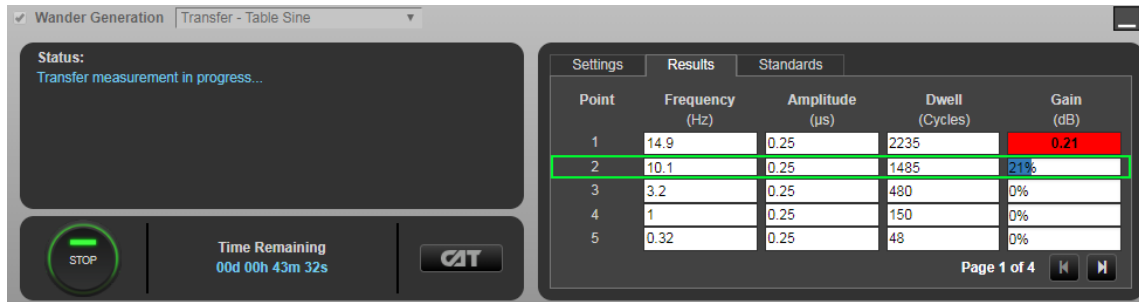 Wander Generation Transfer - Table Sine
Status:
Transfer measurement in progress...
STOP
Time Remaining
00d 00h 43m 32s
CAT
Settings Results Standards
Point Frequency Amplitude Dwell Gain
(Hz) (µs) (Cycles) (dB)
1 14.9 0.25 2235 0.21
2 10.1 0.25 1485 21%
3 3.2 0.25 480 0%
4 1 0.25 150 0%
5 0.32 0.25 48 0%
Page 1 of 4